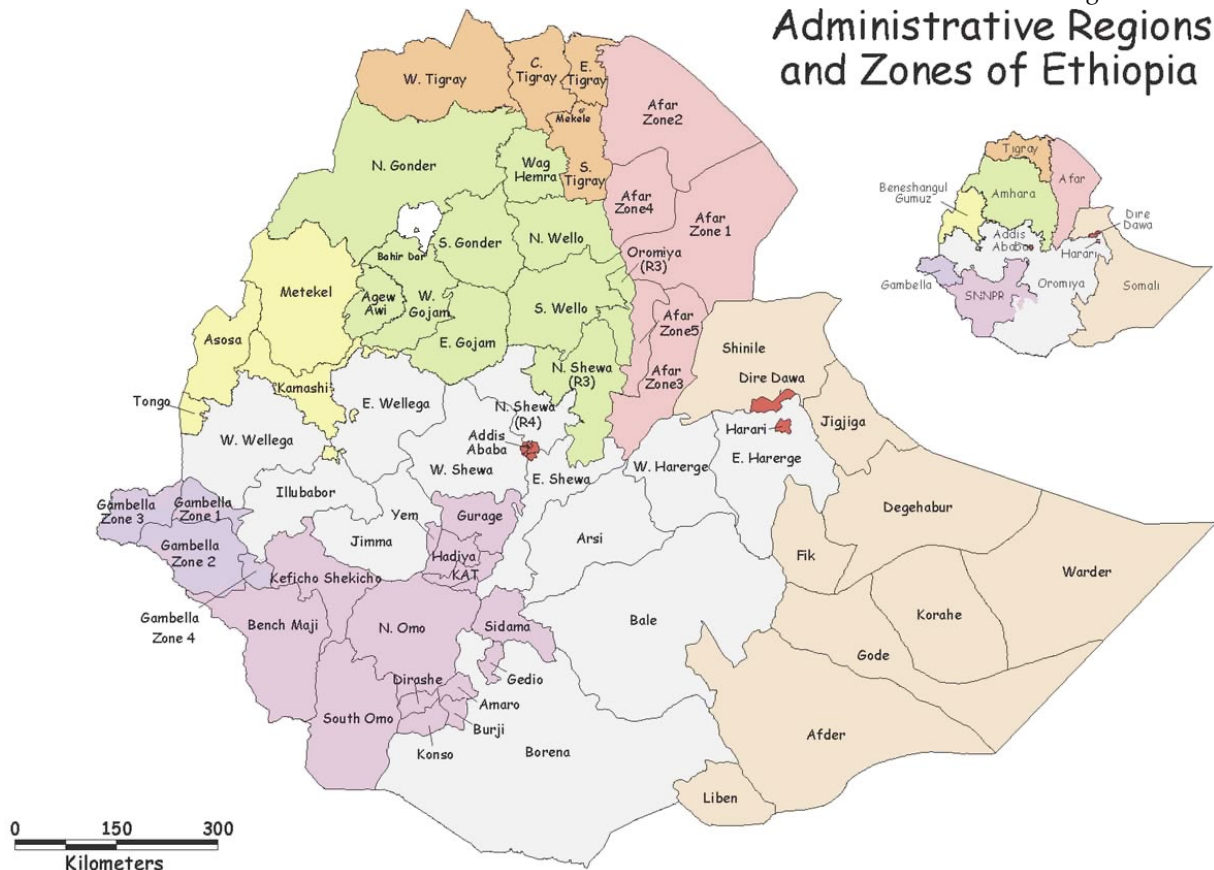 Administrative Regions
and Zones of Ethiopia
W. Tigray
C.
Tigray
E.
Tigray
Mekele
S.
Tigray
Afar
Zone2
N. Gonder
Wag
Hemra
Afar
Zone4
Afar
Zone 1
S. Gonder
N. Wello
Oromiya
(R3)
Bahir Dar
Metekel
Agew
Awi
W.
Gojam
S. Wello
Afar
Zone5
E. Gojam
Asosa
N. Shewa
(R3)
Afar
Zone3
Shinile
Dire Dawa
Kamashi
Tongo
E. Wellega
N. Shewa
(R4)
Harari
Jigjiga
W. Wellega
Addis
Ababa
W. Shewa
E. Shewa
W. Harerge
E. Harerge
Illubabor
Gambella
Zone 3
Gambella
Zone 1
Yem
Gurage
Degehabur
Gambella
Zone 2
Jimma
Arsi
Hadiya
KAT
Fik
Warder
Keficho Shekicho
Gambella
Zone 4
Bench Maji
N. Omo
Sidama
Bale
Korahe
Gode
Dirashe
Gedio
Amaro
South Omo
Burji
Konso
Borena
Afder
Liben
0 150 300
Kilometers
Tigray
Afar
Beneshangul
Gumuz
Amhara
Dire
Dawa
Addis
Ababa
Harari
Gambella
SNNPR
Oromiya
Somali